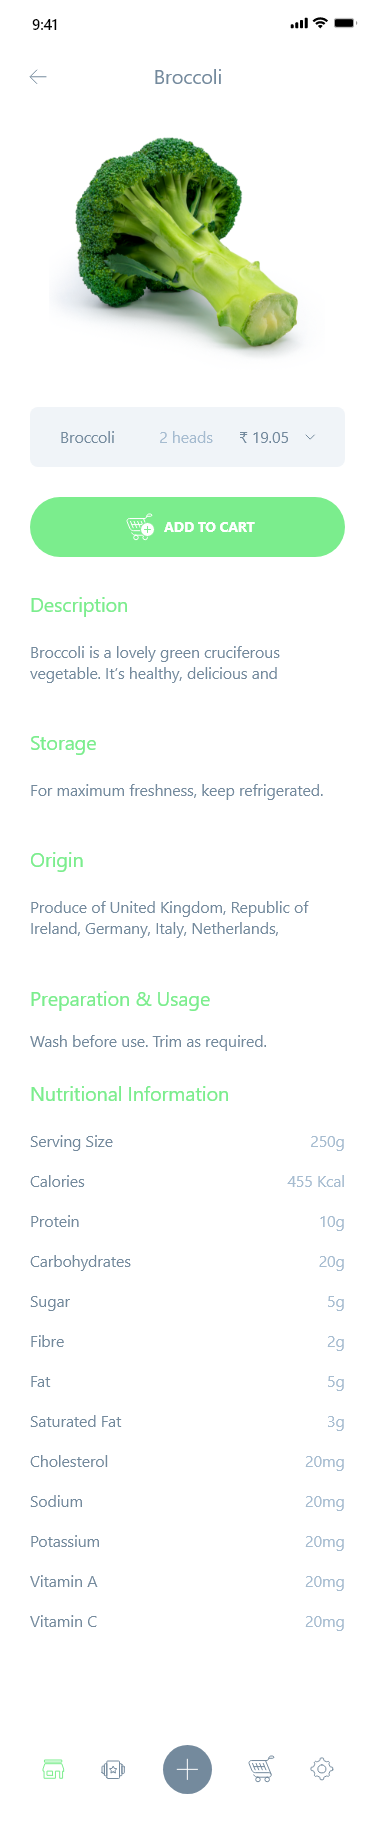 9:41
Broccoli
Broccoli 2 heads ₹ 19.05
ADD TO CART
Description
Broccoli is a lovely green cruciferous
vegetable. It’s healthy, delicious and
Storage
For maximum freshness, keep refrigerated.
Origin
Produce of United Kingdom, Republic of
Ireland, Germany, Italy, Netherlands,
Preparation & Usage
Wash before use. Trim as required.
Nutritional Information
Serving Size 250g
Calories 455 Kcal
Protein 10g
Carbohydrates 20g
Sugar 5g
Fibre 2g
Fat 5g
Saturated Fat 3g
Cholesterol 20mg
Sodium 20mg
Potassium 20mg
Vitamin A 20mg
Vitamin C 20mg